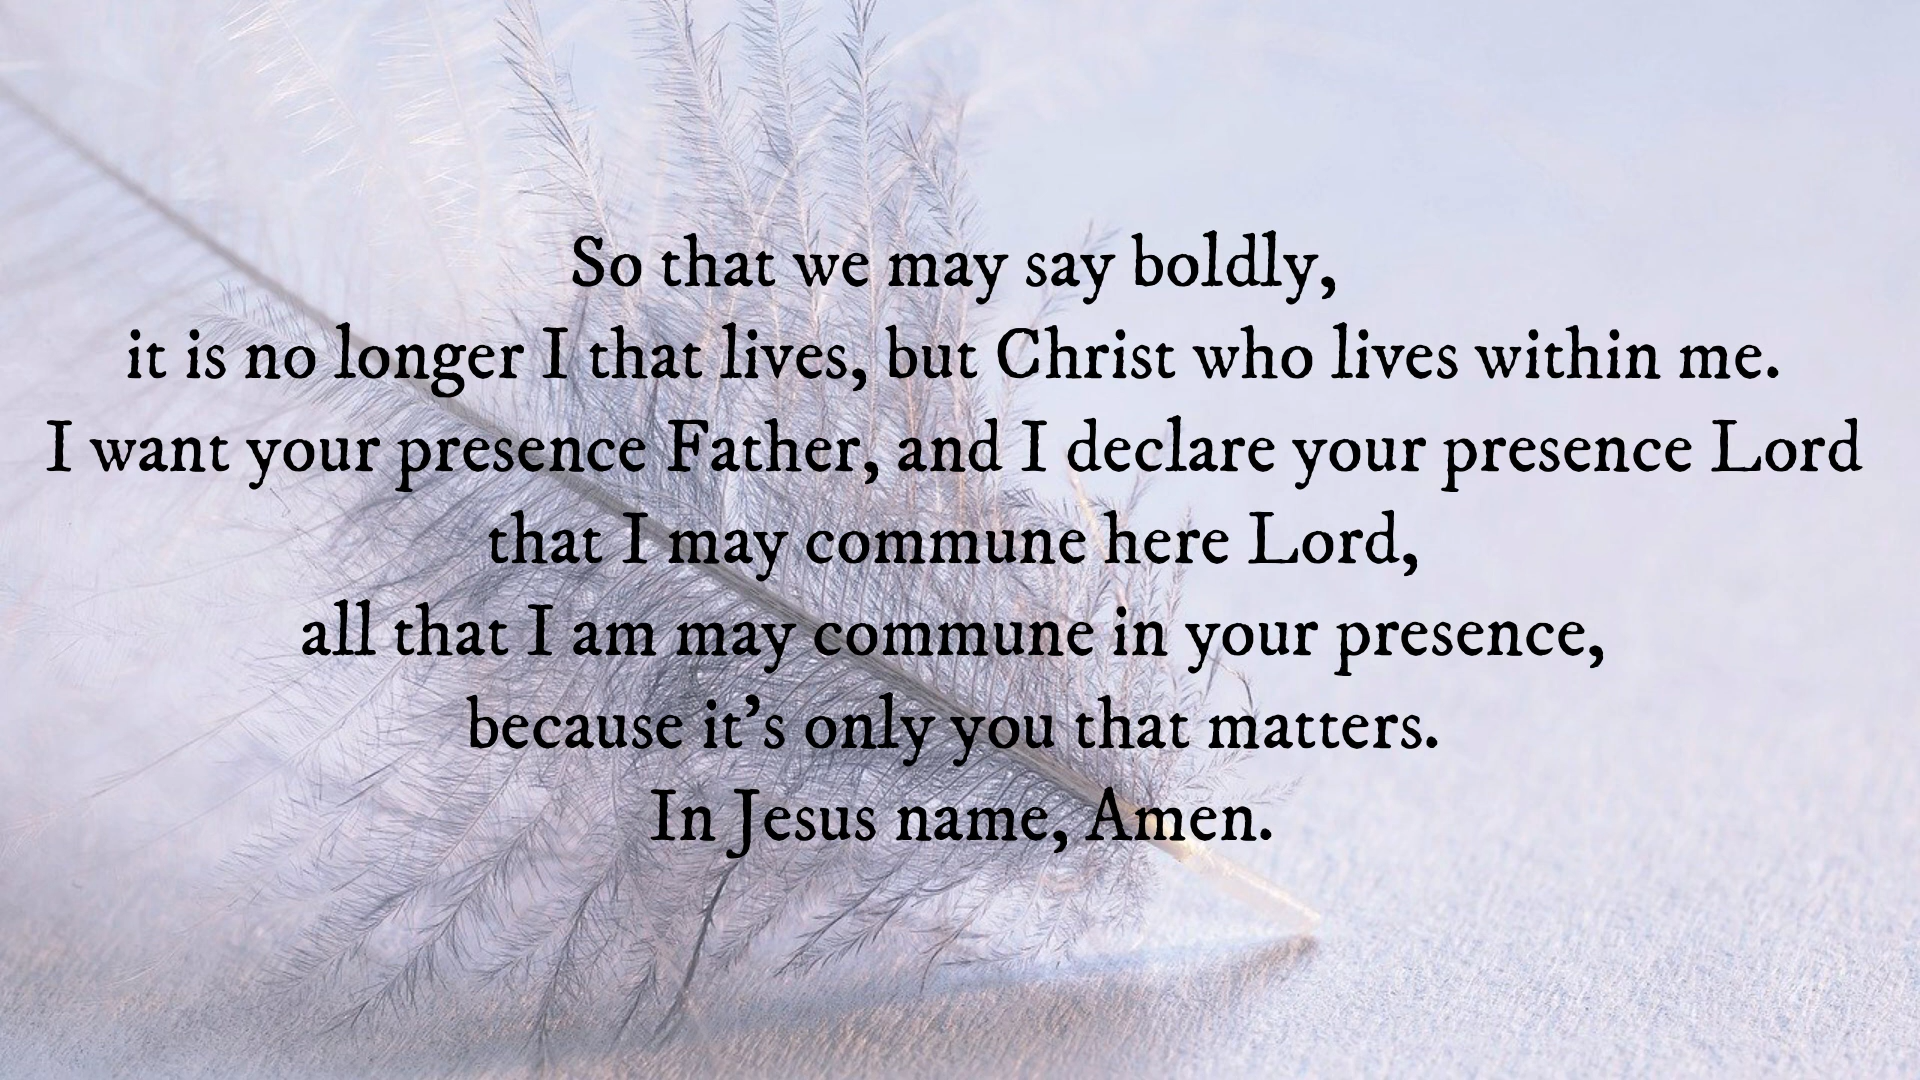 So that we may say boldly,
it is no longer I that lives, but Christ who lives within me.
I want your presence Father, and I declare your presence Lord
that I may commune here Lord,
all that I am may commune in your presence,
because it’s only you that matters.
In Jesus name, Amen.